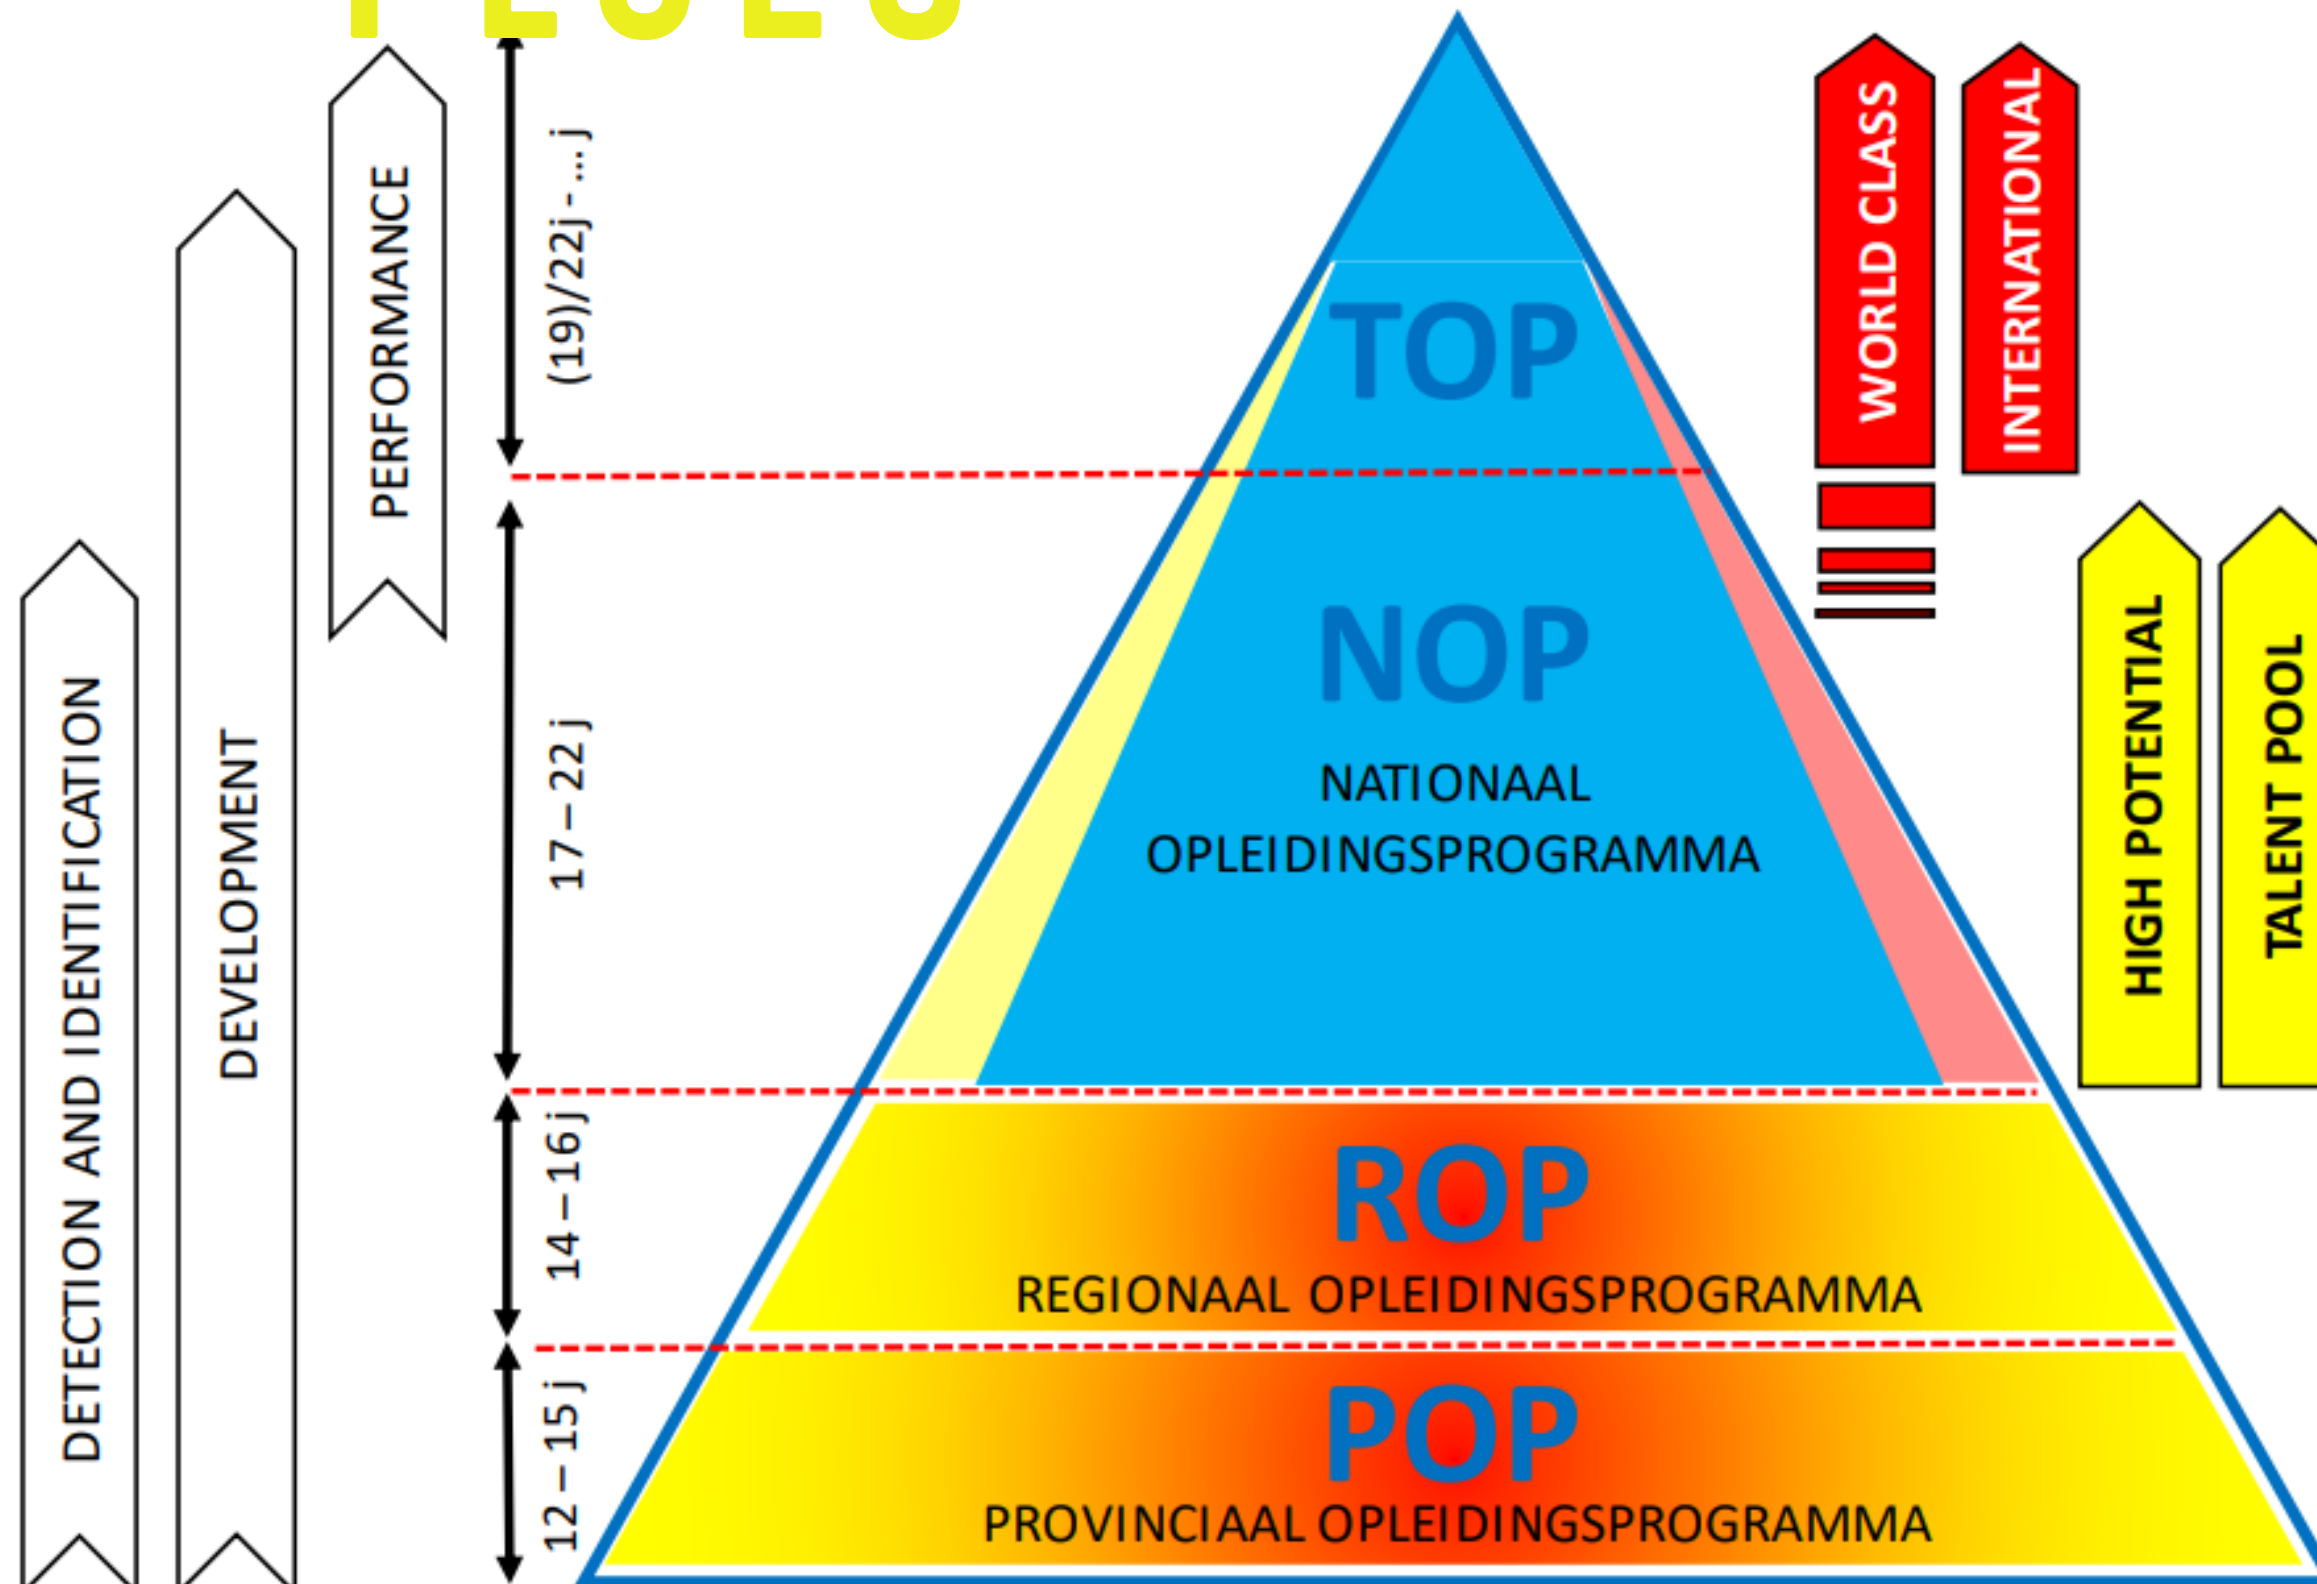 DETECTION AND IDENTIFICATION
DEVELOPMENT
PERFORMANCE
(19)/22j - ... j
17 – 22 j
14 – 16 j
12 – 15 j
TOP
NOP
NATIONAAL
OPLEIDINGSPROGRAMMA
ROP
REGIONAAL OPLEIDINGSPROGRAMMA
POP
PROVINCIAAL OPLEIDINGSPROGRAMMA
WORLD CLASS
INTERNATIONAL
HIGH POTENTIAL
TALENT POOL